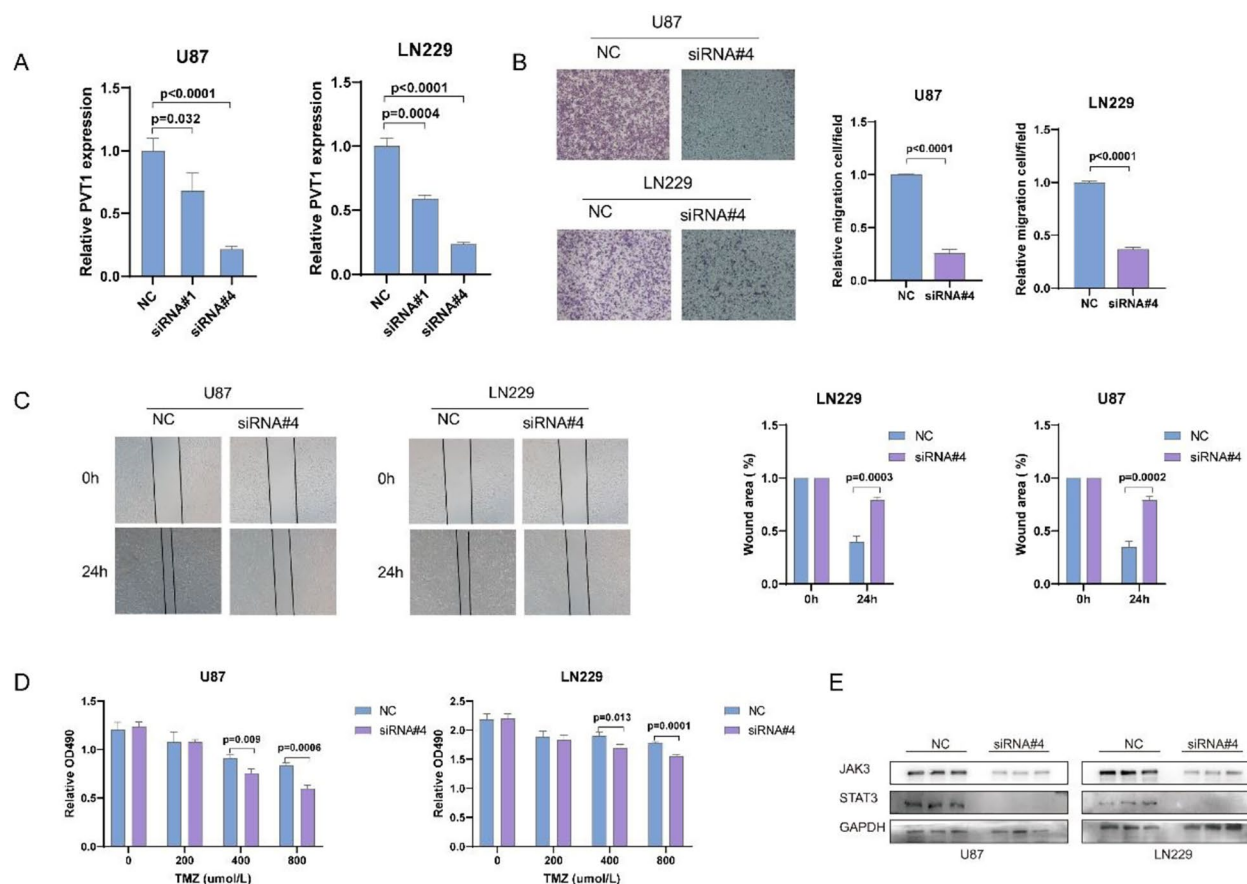 A
U87
Relative PVT1 expression
1.5
1.0
0.5
0.0
p<0.0001
p=0.032
NC
siRNA#1
siRNA#4
LN229
Relative PVT1 expression
1.5
1.0
0.5
0.0
p<0.0001
p=0.0004
NC
siRNA#1
siRNA#4
B
U87
NC siRNA#4
LN229
NC siRNA#4
U87
Relative migration cell/field
1.5
1.0
0.5
0.0
p<0.0001
NC siRNA#4
LN229
Relative migration cell/field
1.5
1.0
0.5
0.0
p<0.0001
NC siRNA#4
C
U87
NC siRNA#4
0h
24h
LN229
NC siRNA#4
0h
24h
LN229
Wound area ( %)
1.5
1.0
0.5
0.0
NC
siRNA#4
p=0.0003
0h 24h
U87
Wound area ( %)
1.5
1.0
0.5
0.0
NC
siRNA#4
p=0.0002
0h 24h
D
U87
Relative OD490
1.5
1.0
0.5
0.0
NC
siRNA#4
p=0.009 p=0.0006
0 200 400 800
TMZ (umol/L)
LN229
Relative OD490
2.5
2.0
1.5
1.0
0.5
0.0
NC
siRNA#4
p=0.013 p=0.0001
0 200 400 800
TMZ (umol/L)
E
NC siRNA#4 NC siRNA#4
JAK3
STAT3
GAPDH
U87 LN229